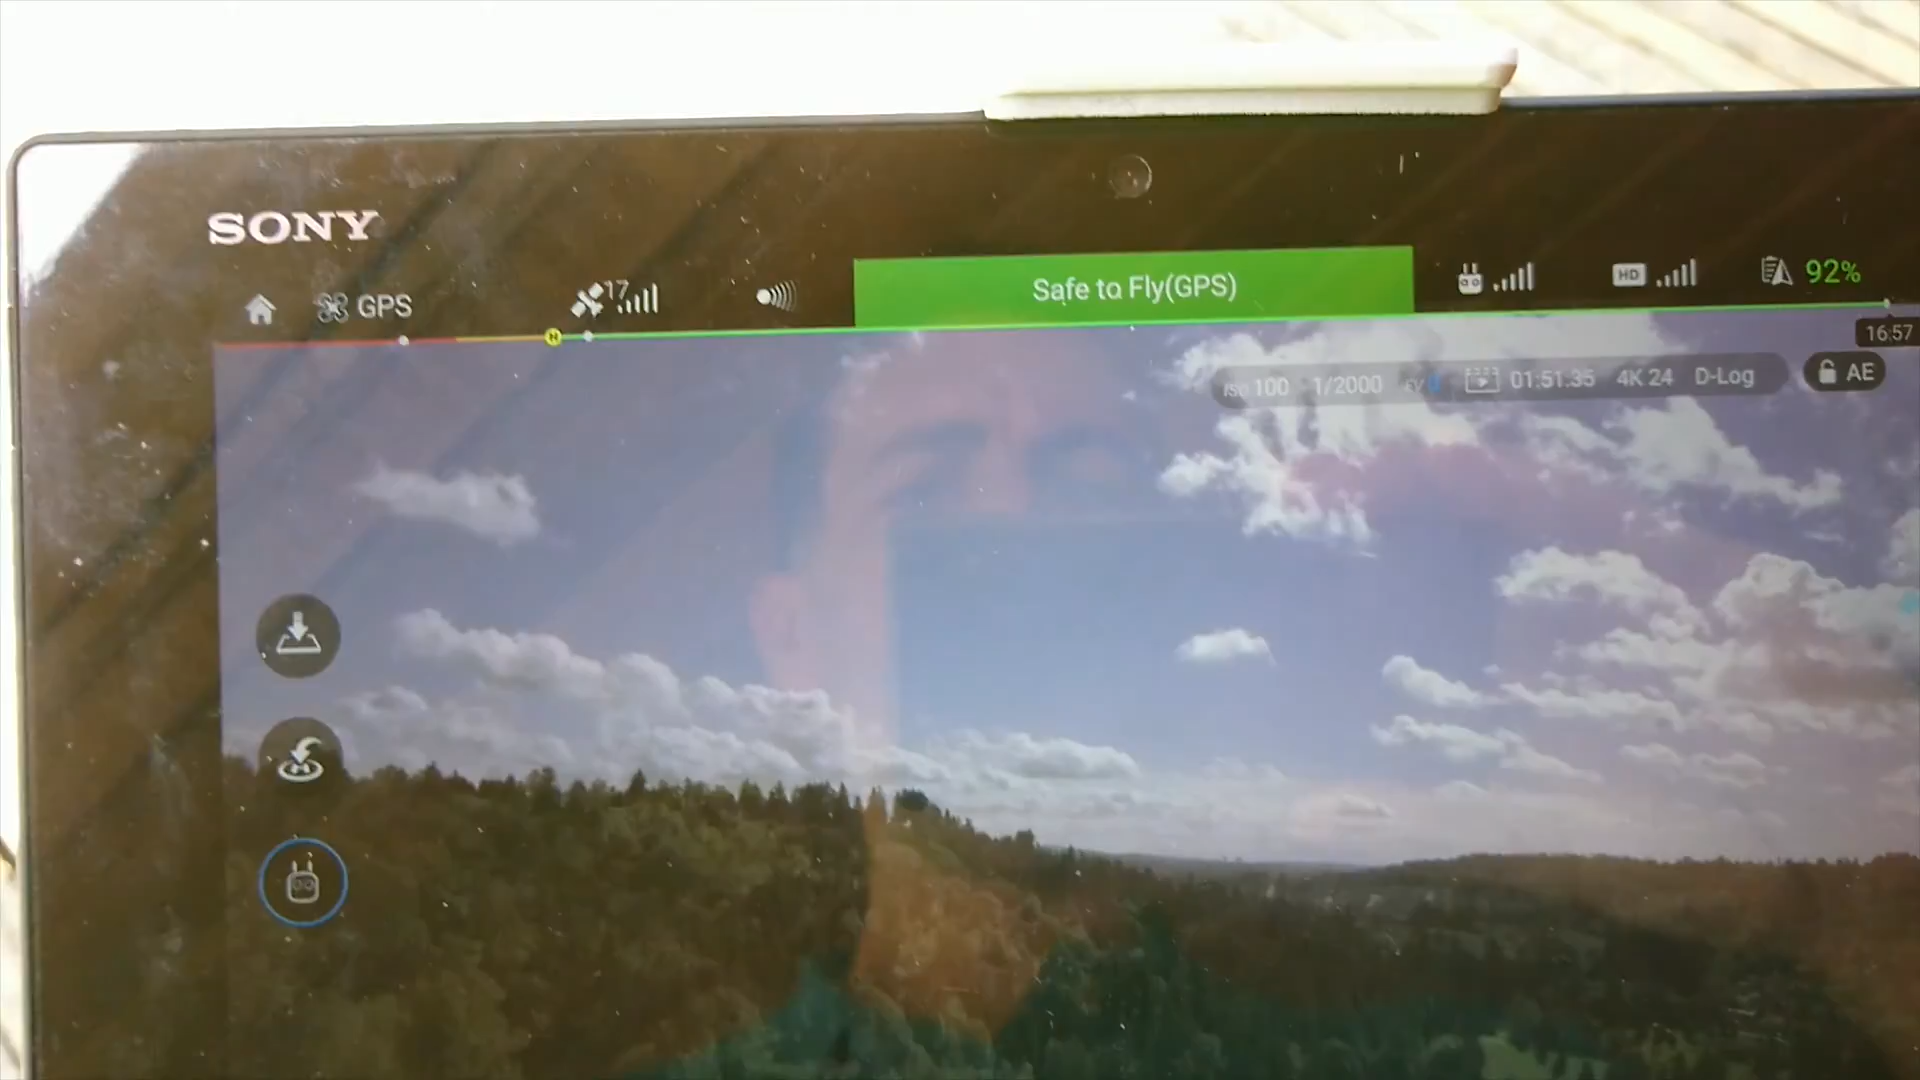 SONY
GPS
17
Safe to Fly(GPS)
HD
92%
H
16:57
ISO 100 1/2000 EV 01:51:35 4K 24 D-Log
AE